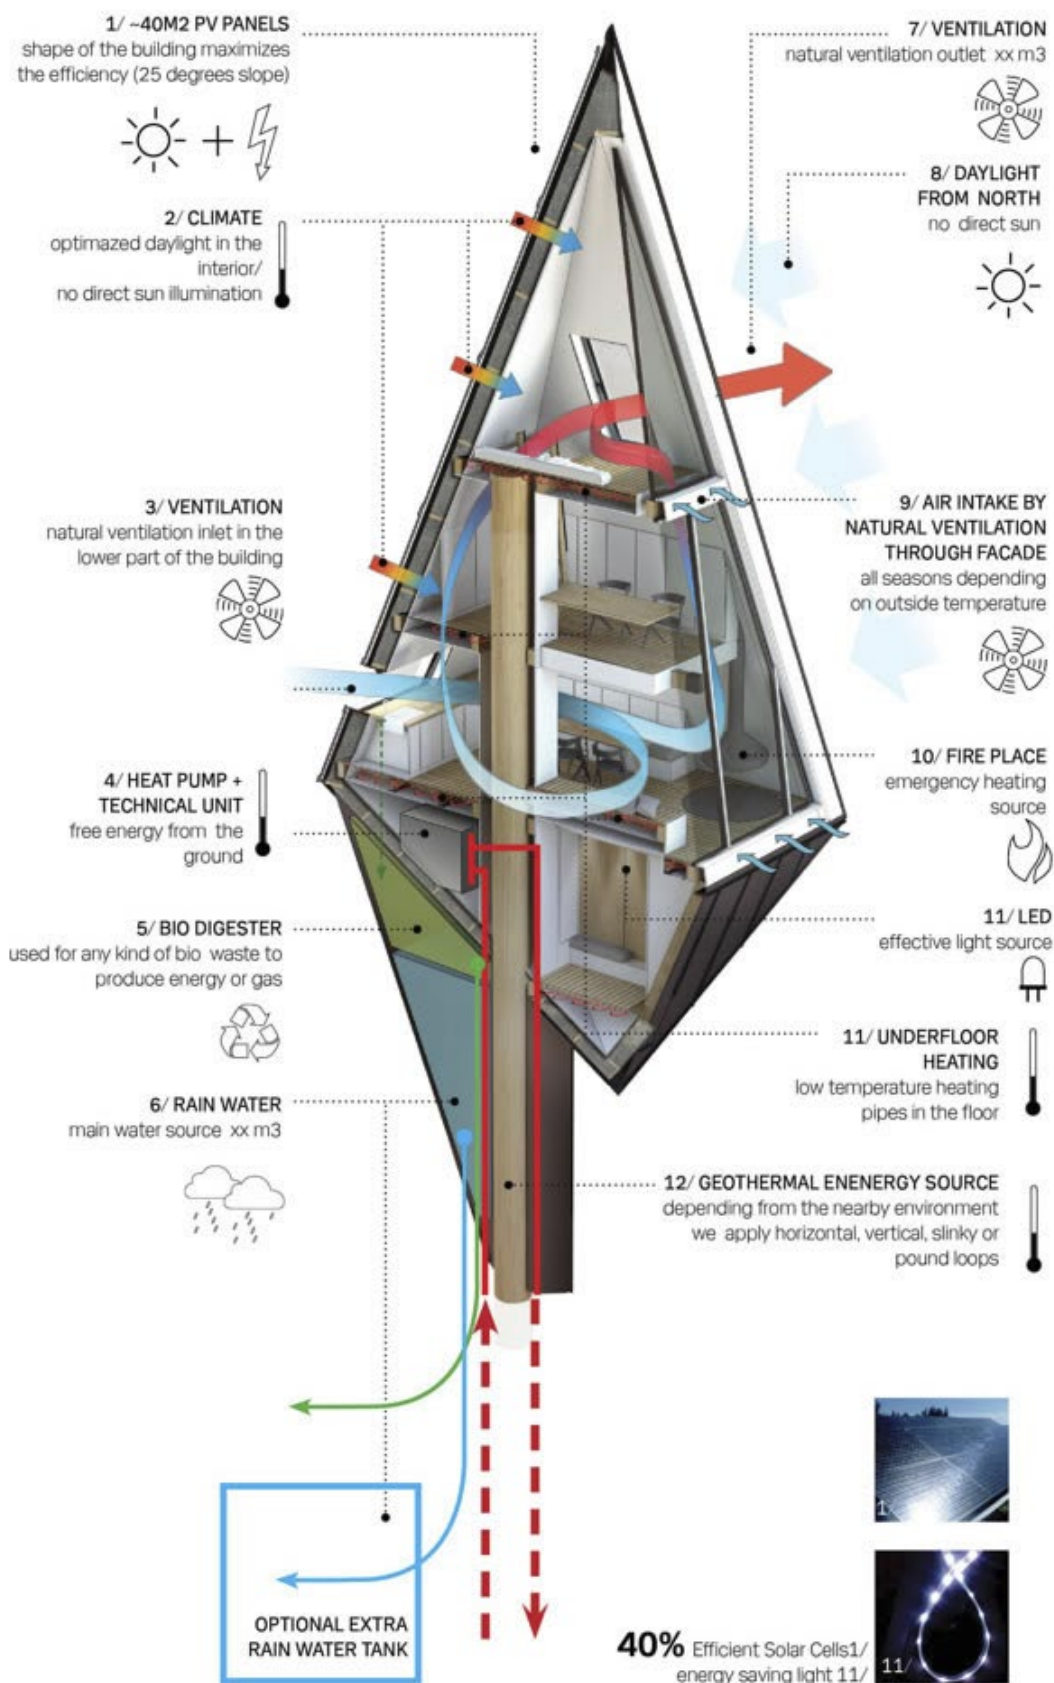 1/ ~40M2 PV PANELS
shape of the building maximizes
the efficiency (25 degrees slope)
2/ CLIMATE
optimazed daylight in the
interior/
no direct sun illumination
3/ VENTILATION
natural ventilation inlet in the
lower part of the building
4/ HEAT PUMP +
TECHNICAL UNIT
free energy from the
ground
5/ BIO DIGESTER
used for any kind of bio waste to
produce energy or gas
6/ RAIN WATER
main water source xx m3
OPTIONAL EXTRA
RAIN WATER TANK
7/ VENTILATION
natural ventilation outlet xx m3
8/ DAYLIGHT
FROM NORTH
no direct sun
9/ AIR INTAKE BY
NATURAL VENTILATION
THROUGH FACADE
all seasons depending
on outside temperature
10/ FIRE PLACE
emergency heating
source
11/ LED
effective light source
11/ UNDERFLOOR
HEATING
low temperature heating
pipes in the floor
12/ GEOTHERMAL ENENERGY SOURCE
depending from the nearby environment
we apply horizontal, vertical, slinky or
pound loops
1
40% Efficient Solar Cells1/
energy saving light 11/
11/